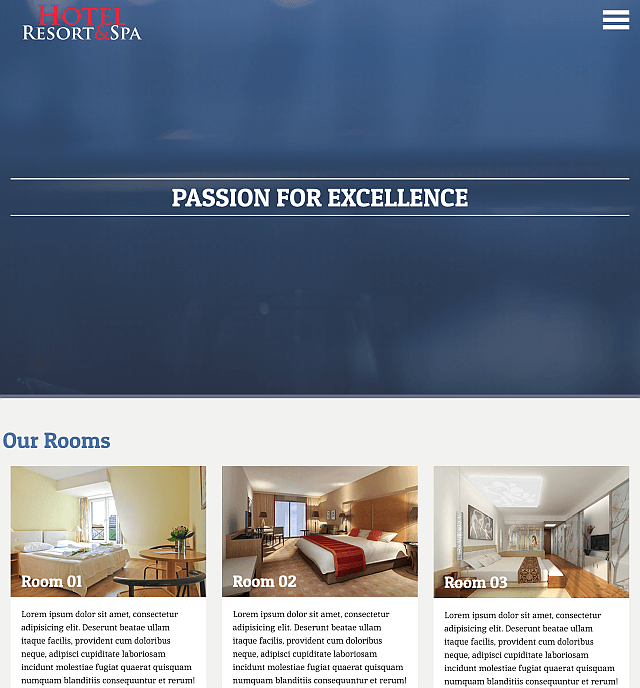 HOTEL
RESORT&SPA
PASSION FOR EXCELLENCE
Our Rooms
Room 01
Room 02
Room 03
Lorem ipsum dolor sit amet, consectetur
adipisicing elit. Deserunt beatae ullam
itaque facilis, provident cum doloribus
neque, adipisci cupiditate laboriosam
incidunt molestiae fugiat quaerat quisquam
numquam blanditiis consequuntur et rerum!
Lorem ipsum dolor sit amet, consectetur
adipisicing elit. Deserunt beatae ullam
itaque facilis, provident cum doloribus
neque, adipisci cupiditate laboriosam
incidunt molestiae fugiat quaerat quisquam
numquam blanditiis consequuntur et rerum!
Lorem ipsum dolor sit amet, consectetur
adipisicing elit. Deserunt beatae ullam
itaque facilis, provident cum doloribus
neque, adipisci cupiditate laboriosam
incidunt molestiae fugiat quaerat quisquam
numquam blanditiis consequuntur et rerum!